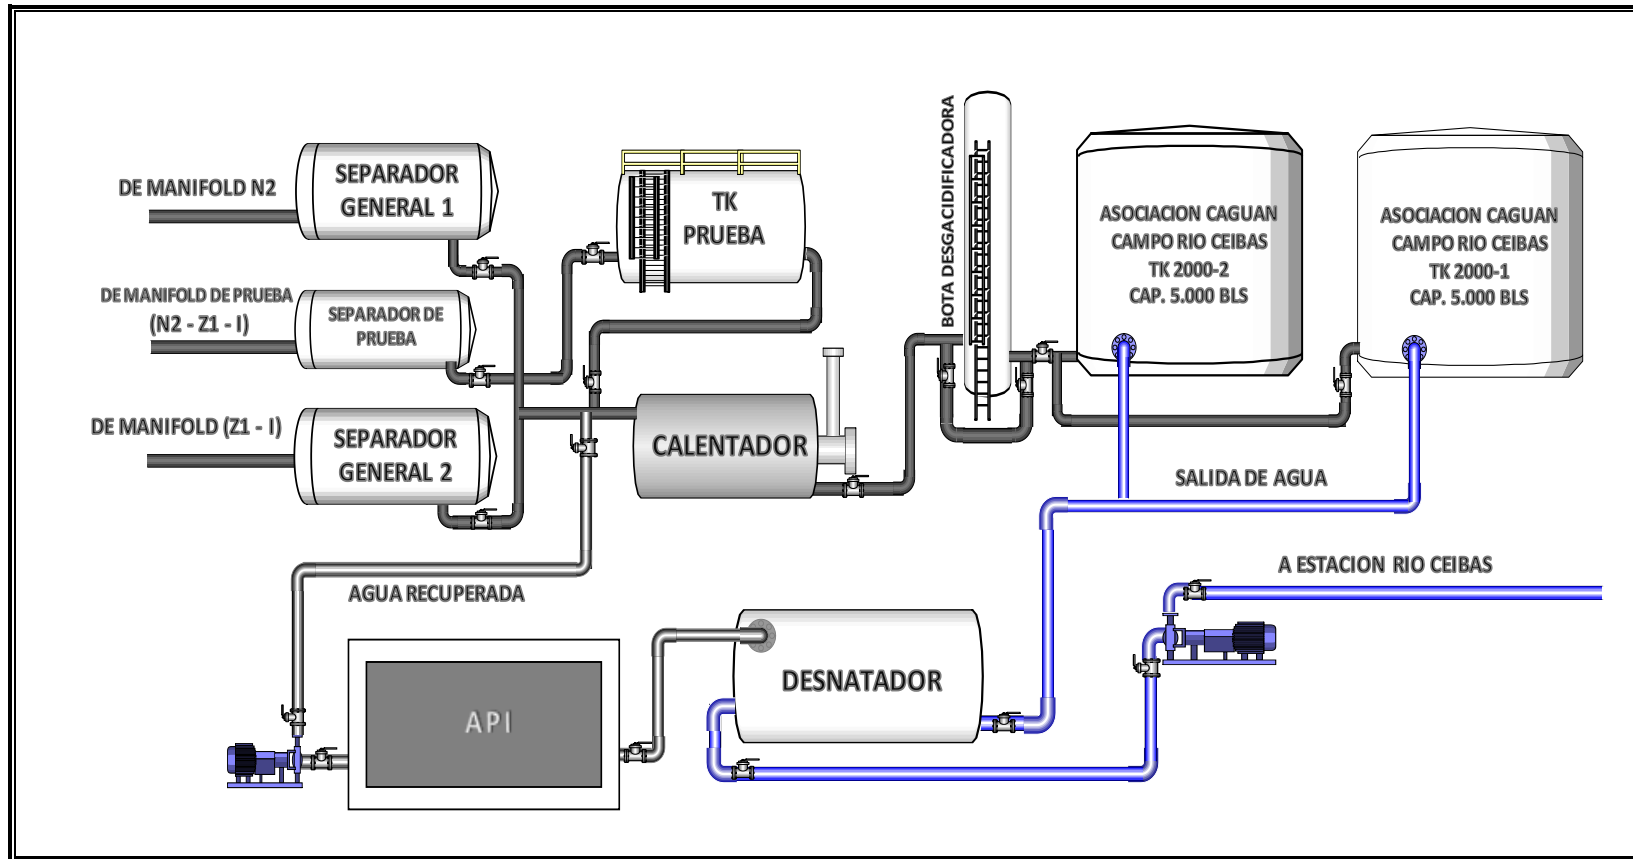 DE MANIFOLD N2
SEPARADOR
GENERAL 1
TK
PRUEBA
BOTA DESGACIDIFICADORA
ASOCIACION CAGUAN
CAMPO RIO CEIBAS
TK 2000-2
CAP. 5.000 BLS
ASOCIACION CAGUAN
CAMPO RIO CEIBAS
TK 2000-1
CAP. 5.000 BLS
DE MANIFOLD DE PRUEBA
(N2 - Z1 - I)
SEPARADOR DE
PRUEBA
DE MANIFOLD (Z1 - I)
SEPARADOR
GENERAL 2
CALENTADOR
SALIDA DE AGUA
A ESTACION RIO CEIBAS
AGUA RECUPERADA
DESNATADOR
API